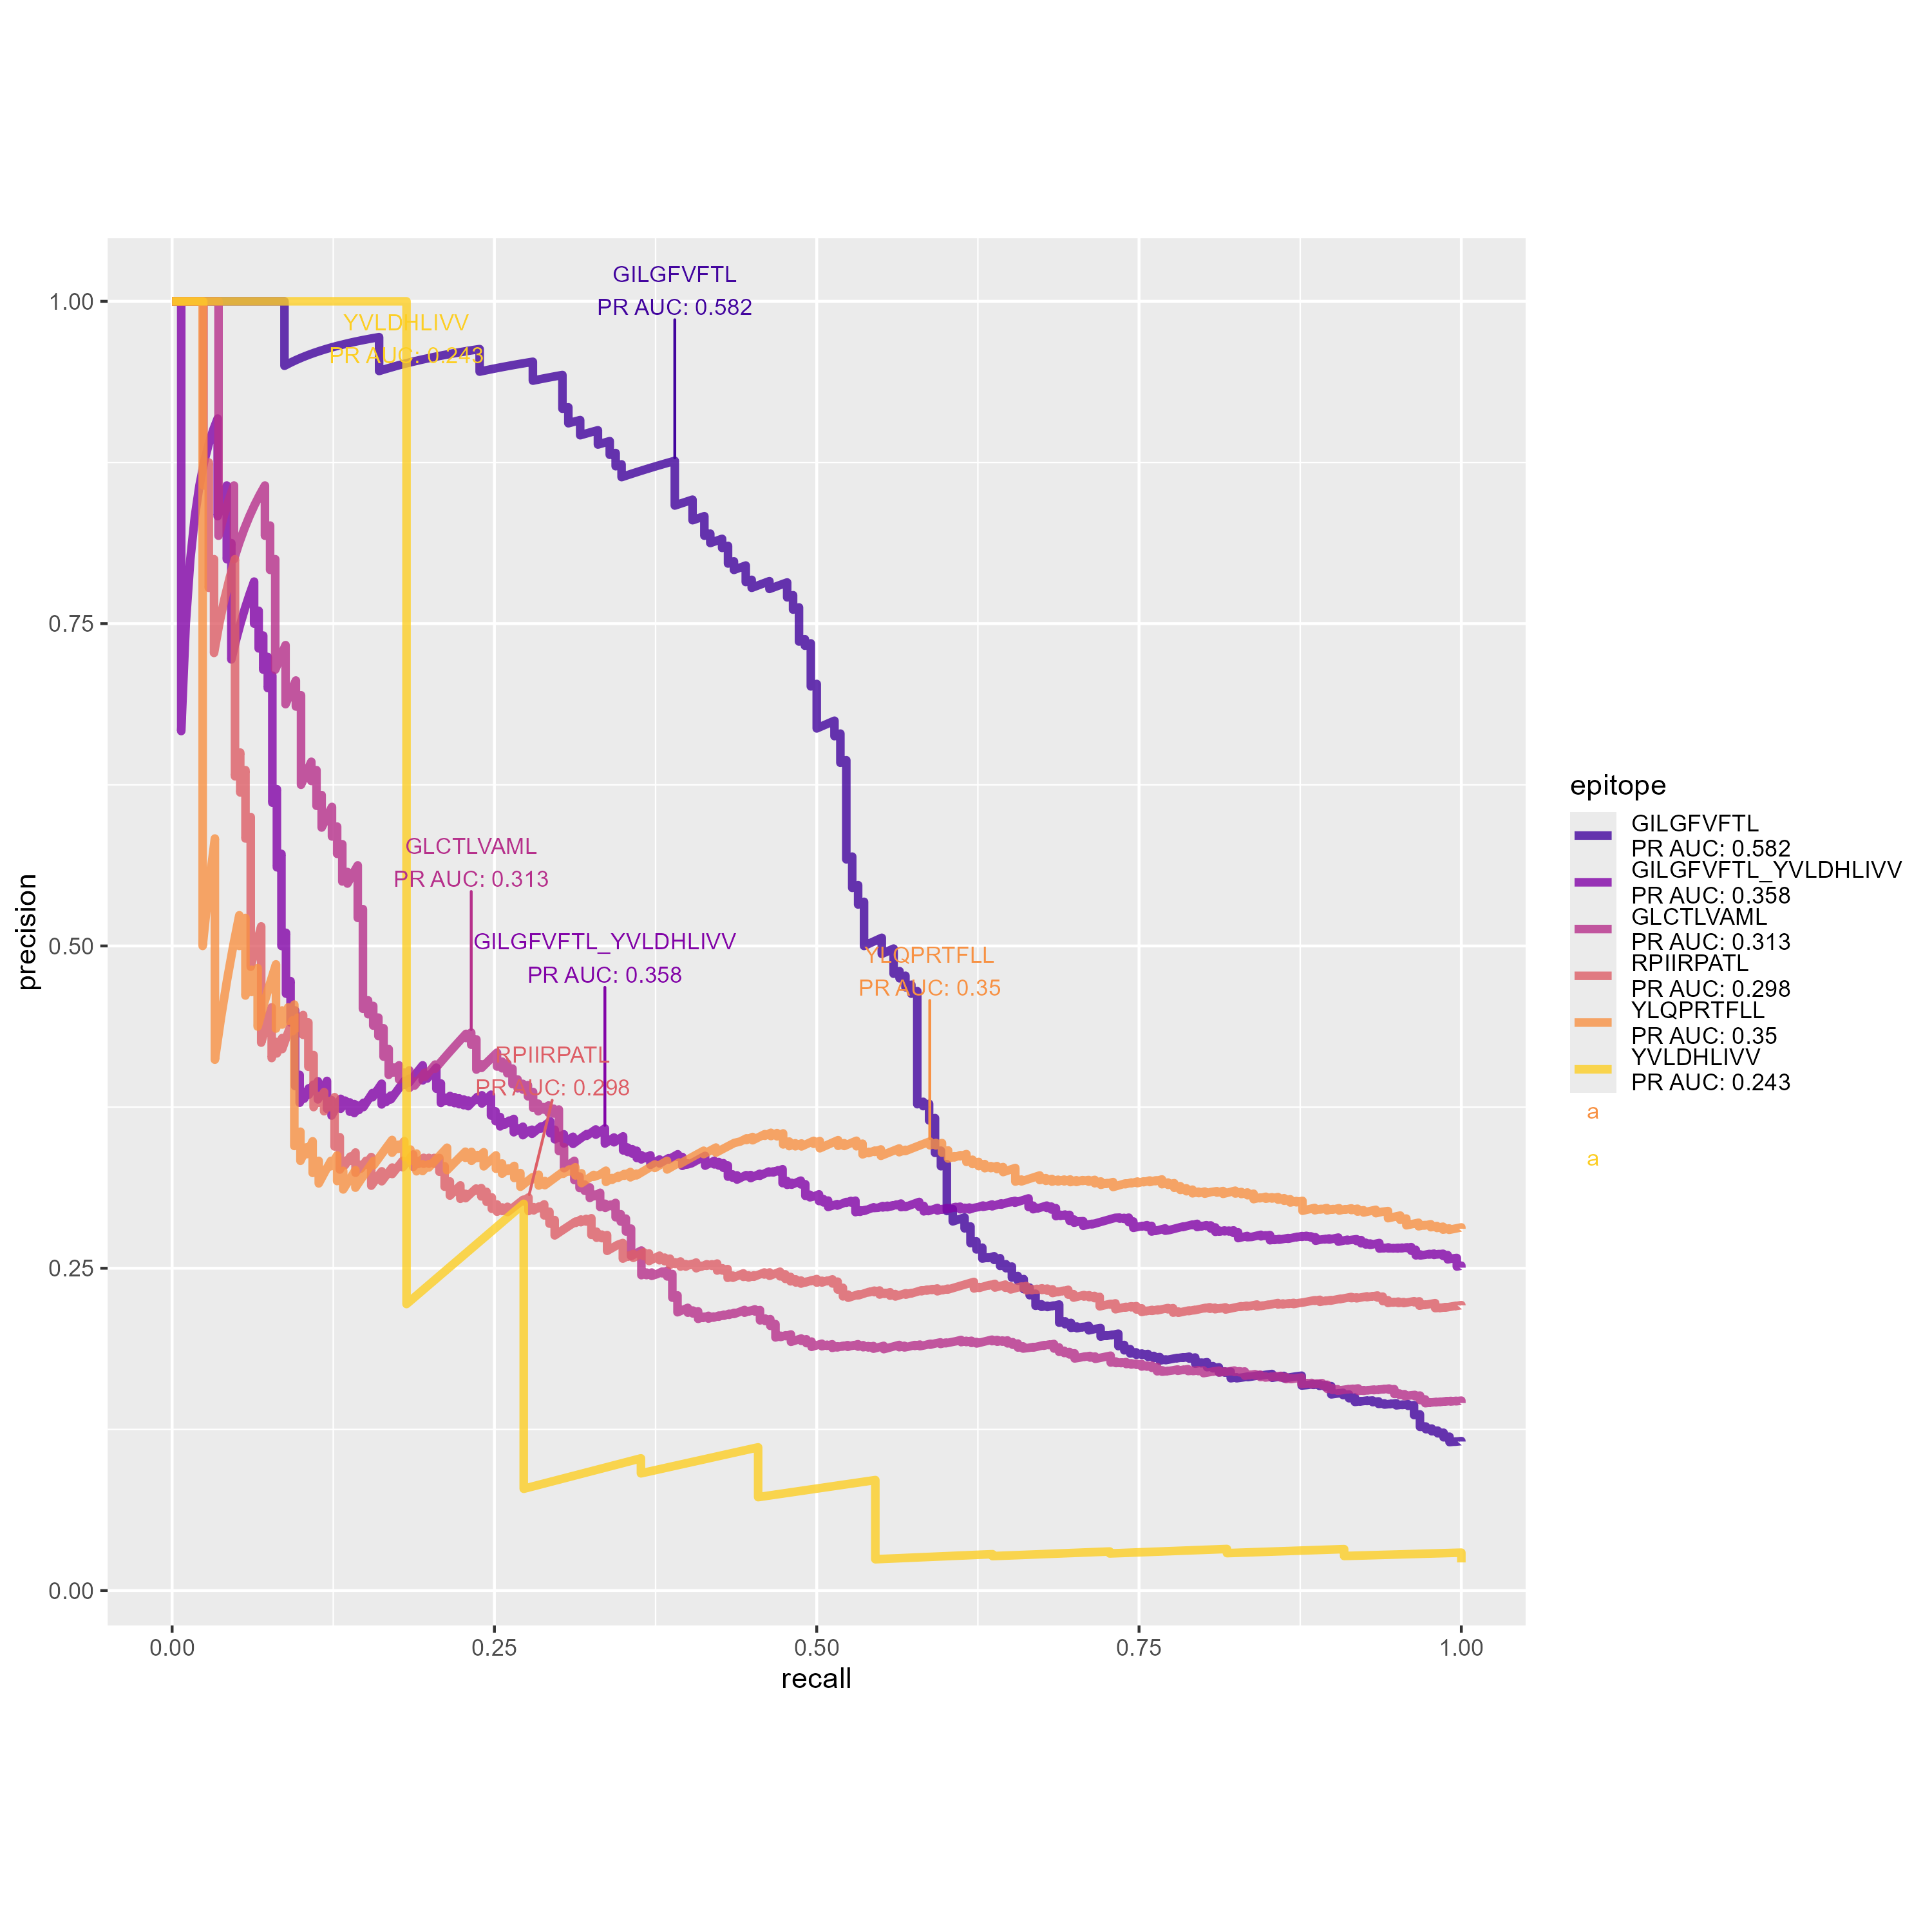 GILGFVFTL
PR AUC: 0.582
YVLDHLIVV
PR AUC: 0.243
GLCTLVAML
PR AUC: 0.313
GILGFVFTL_YVLDHLIVV
PR AUC: 0.358
YLQPRTFLL
PR AUC: 0.35
RPIIRPATL
PR AUC: 0.298
1.00
0.75
0.50
0.25
0.00
precision
0.00
0.25
0.50
0.75
1.00
recall
epitope
GILGFVFTL
PR AUC: 0.582
GILGFVFTL_YVLDHLIVV
PR AUC: 0.358
GLCTLVAML
PR AUC: 0.313
RPIIRPATL
PR AUC: 0.298
YLQPRTFLL
PR AUC: 0.35
YVLDHLIVV
PR AUC: 0.243
a
a